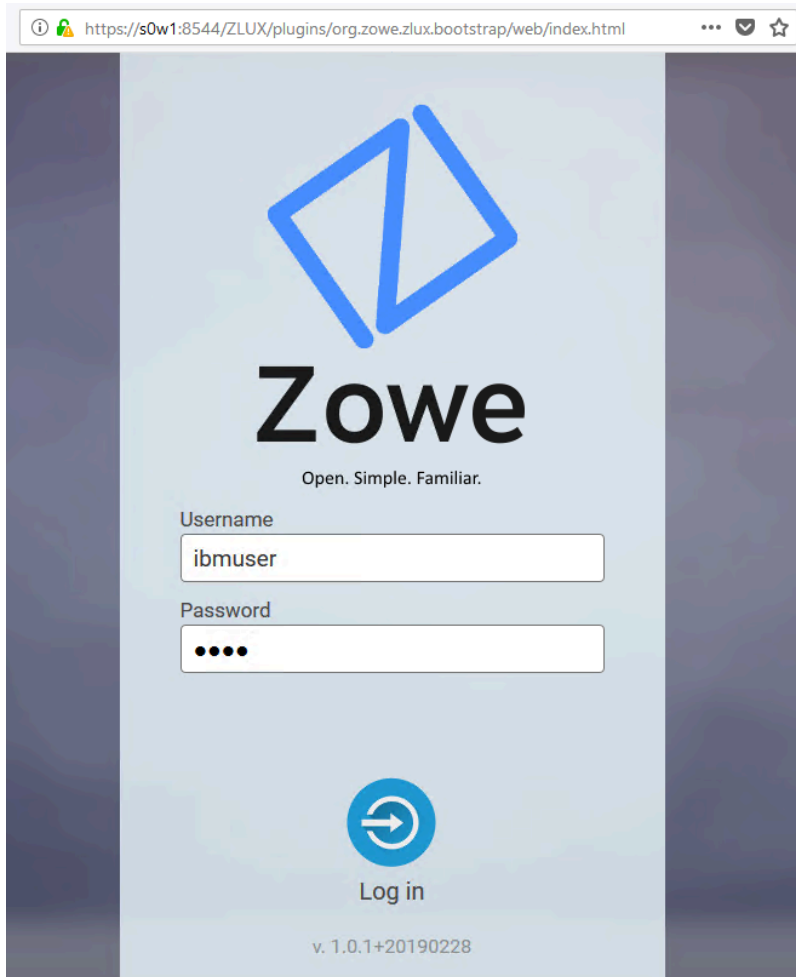 https://s0w1:8544/ZLUX/plugins/org.zowe.zlux.bootstrap/web/index.html
Zowe
Open. Simple. Familiar.
Username
ibmuser
Password
••••
Log in
v. 1.0.1+20190228